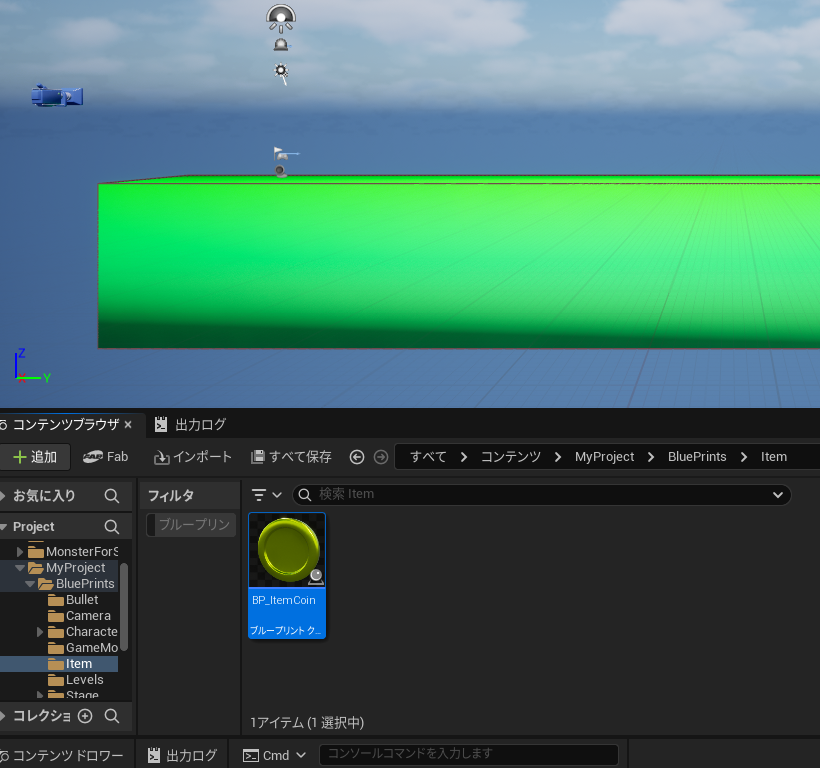 Z
Y
コンテンツブラウザ
出力ログ
追加
Fab
インポート
すべて保存
すべて
コンテンツ
MyProject
BluePrints
Item
お気に入り
フィルタ
検索 Item
Project
ブループリン
MonsterForS
MyProject
BluePrints
Bullet
Camera
Characte
GameMo
Item
Levels
Stage
BP_ItemCoin
ブループリント ク...
コレクショ
1アイテム (1 選択中)
コンテンツ ドロワー
出力ログ
Cmd
コンソールコマンドを入力します